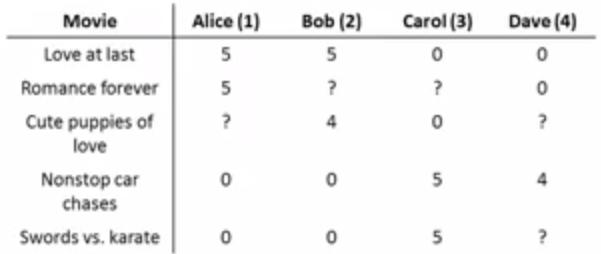 Movie Alice (1) Bob (2) Carol (3) Dave (4)
Love at last 5 5 0 0
Romance forever 5 ? ? 0
Cute puppies of ? 4 0 ?
love
Nonstop car 0 0 5 4
chases
Swords vs. karate 0 0 5 ?